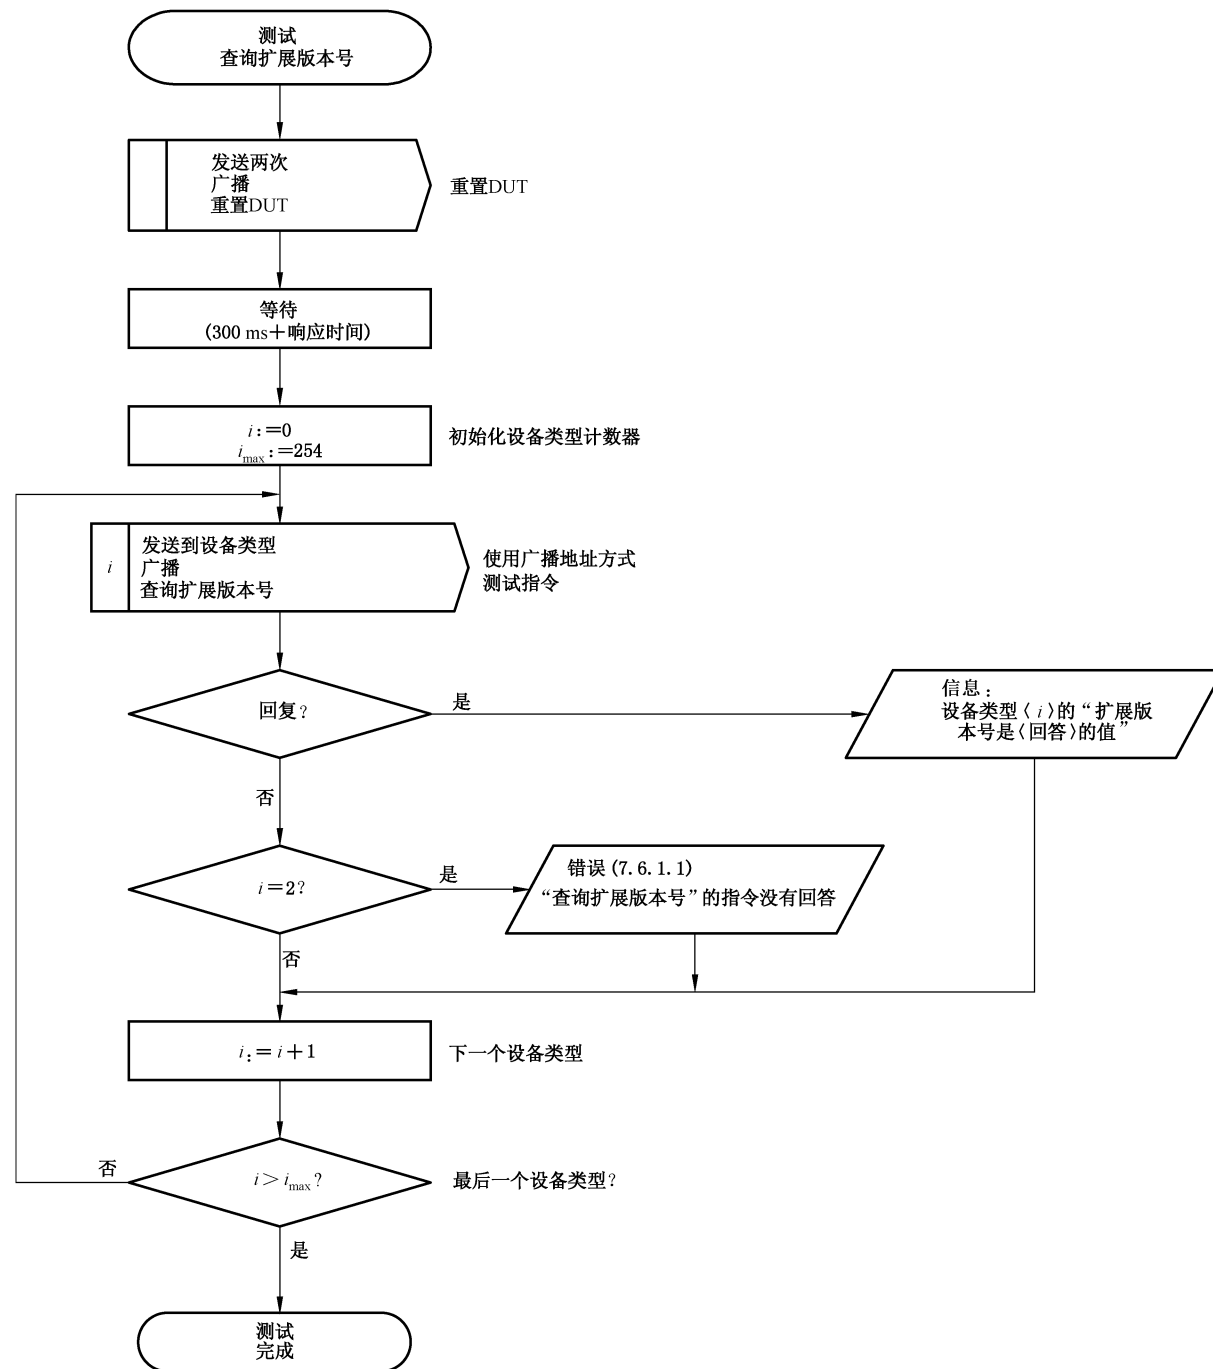 测试
查询扩展版本号
发送两次
广播
重置DUT
重置DUT
等待
(300 ms+响应时间)
i:=0
imax:=254
初始化设备类型计数器
i
发送到设备类型
广播
查询扩展版本号
使用广播地址方式
测试指令
回复?
是
信息:
设备类型〈i〉的“扩展版
本号是〈回答〉的值”
否
i=2?
是
错误(7.6.1.1)
“查询扩展版本号”的指令没有回答
否
i:=i+1
下一个设备类型
否
i>imax?
最后一个设备类型?
是
测试
完成